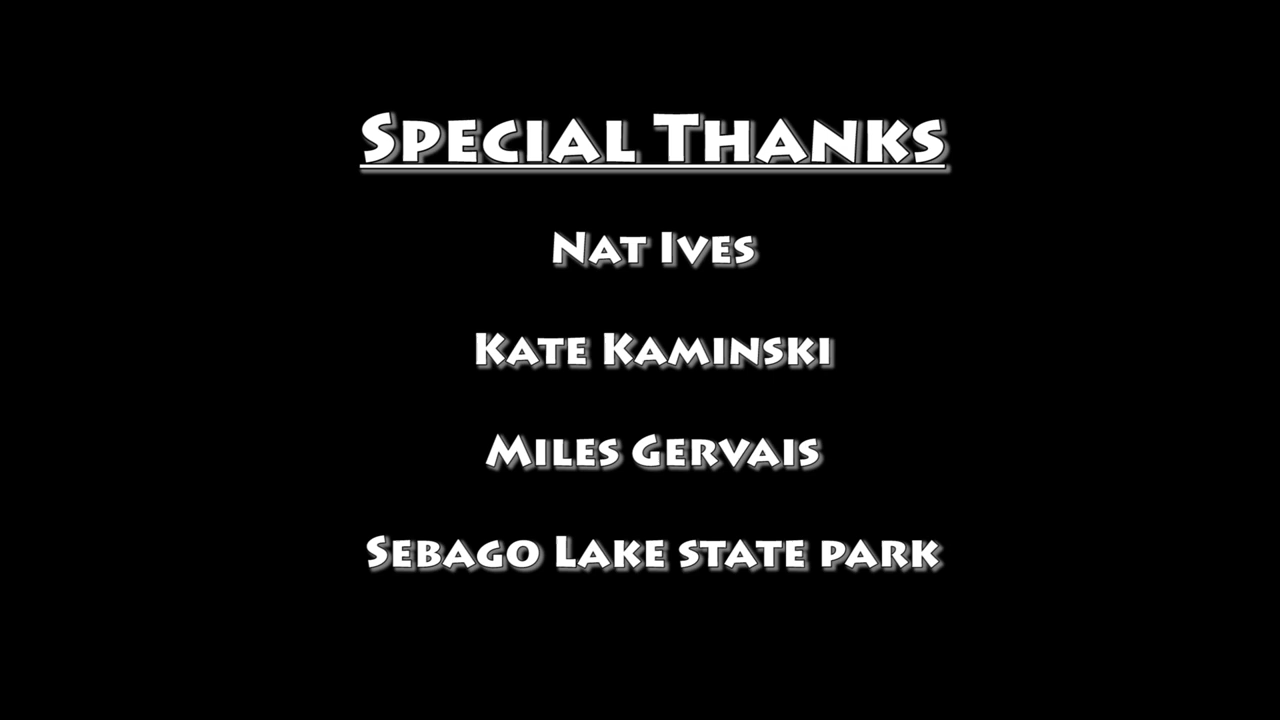 Special Thanks
Nat Ives
Kate Kaminski
Miles Gervais
Sebago Lake state park